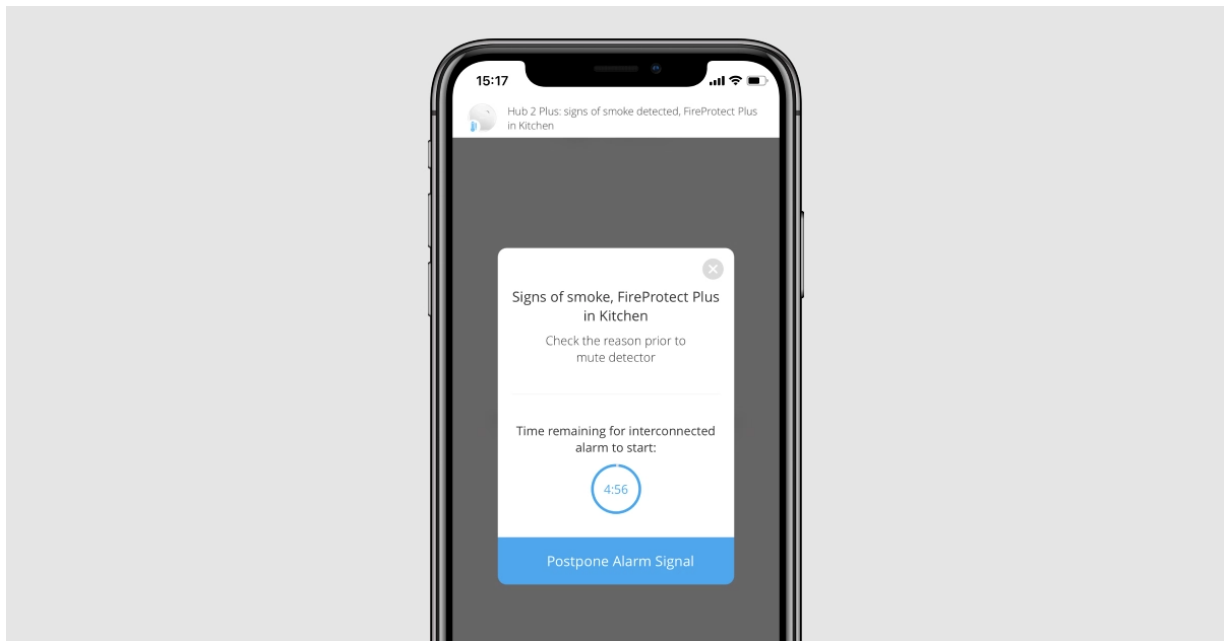 15:17
Hub 2 Plus: signs of smoke detected, FireProtect Plus
in Kitchen
Signs of smoke, FireProtect Plus
in Kitchen
Check the reason prior to
mute detector
Time remaining for interconnected
alarm to start:
4:56
Postpone Alarm Signal